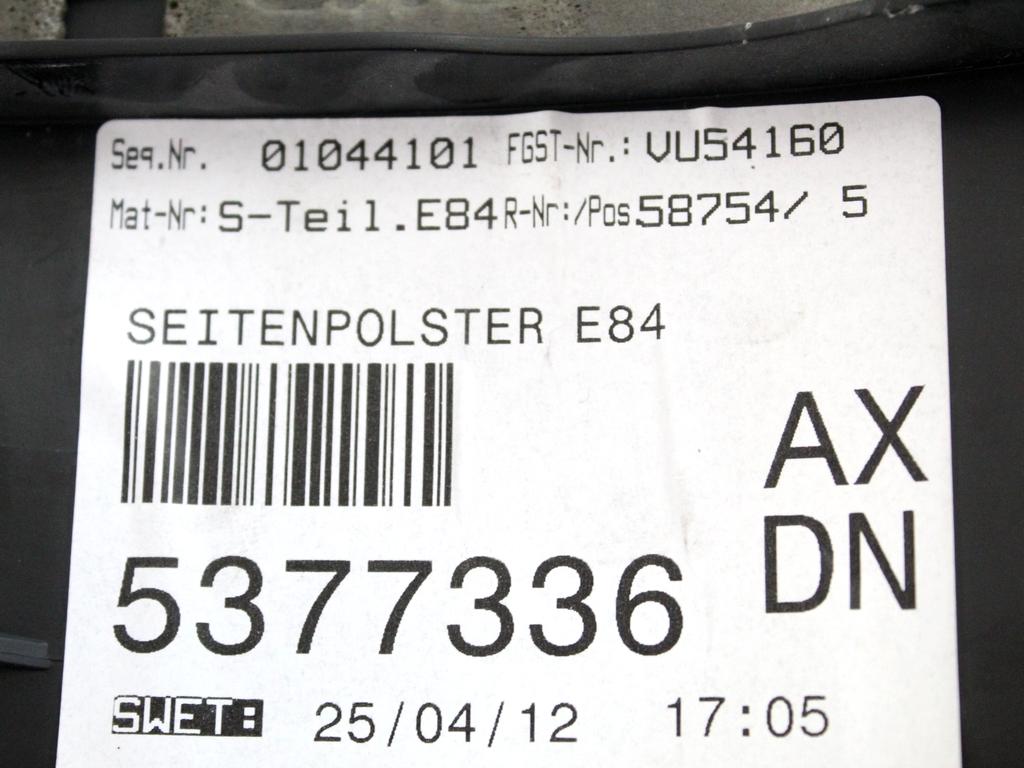 Seq.Nr. 01044101 FGST-Nr.: VU54160
Mat-Nr: S-Teil.E84 R-Nr:/Pos.58754/ 5
SEITENPOLSTER E84
AX
DN
5377336
SWET: 25/04/12 17:05